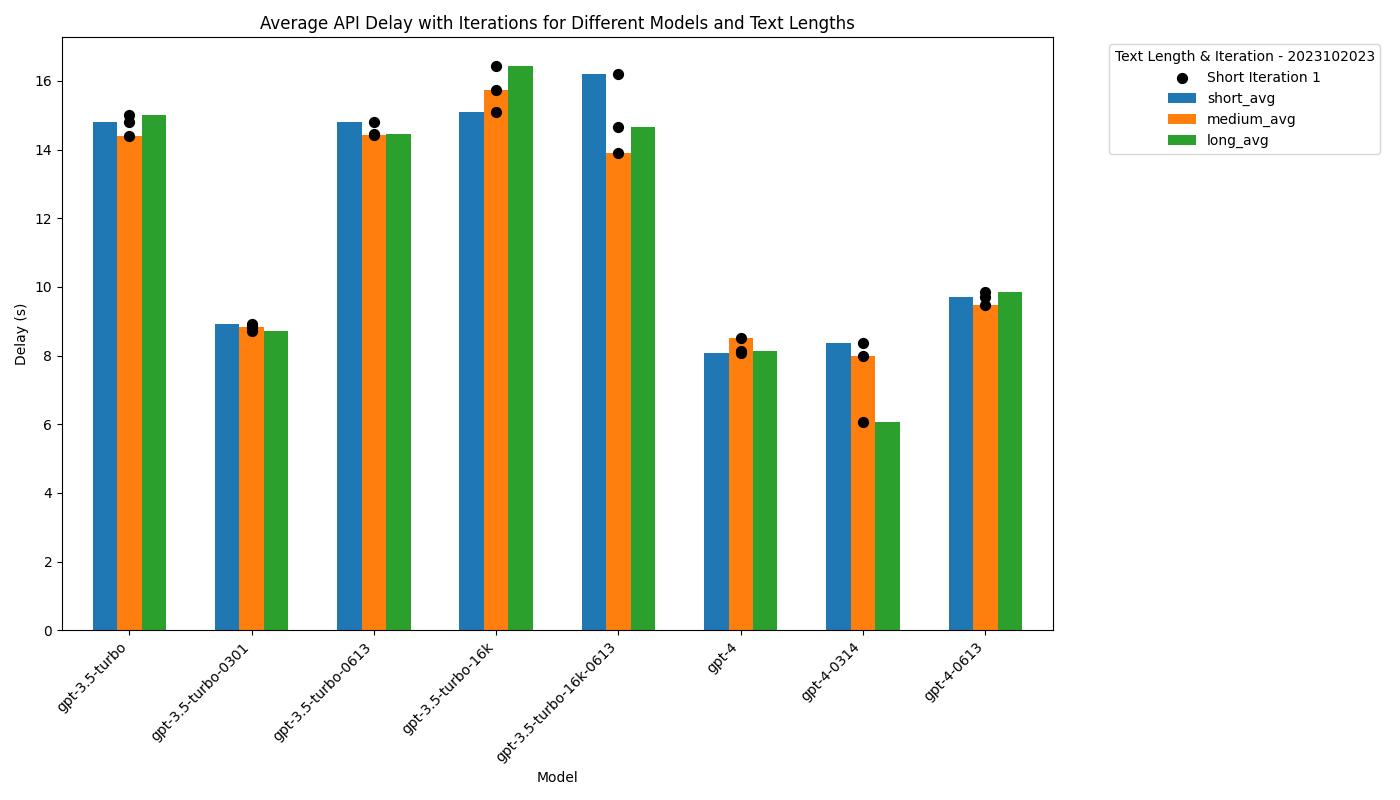 Average API Delay with Iterations for Different Models and Text Lengths
Text Length & Iteration - 2023102023
Short Iteration 1
short_avg
medium_avg
long_avg
Delay (s)
16
14
12
10
8
6
4
2
0
gpt-3.5-turbo
gpt-3.5-turbo-0301
gpt-3.5-turbo-0613
gpt-3.5-turbo-16k
gpt-3.5-turbo-16k-0613
gpt-4
gpt-4-0314
gpt-4-0613
Model